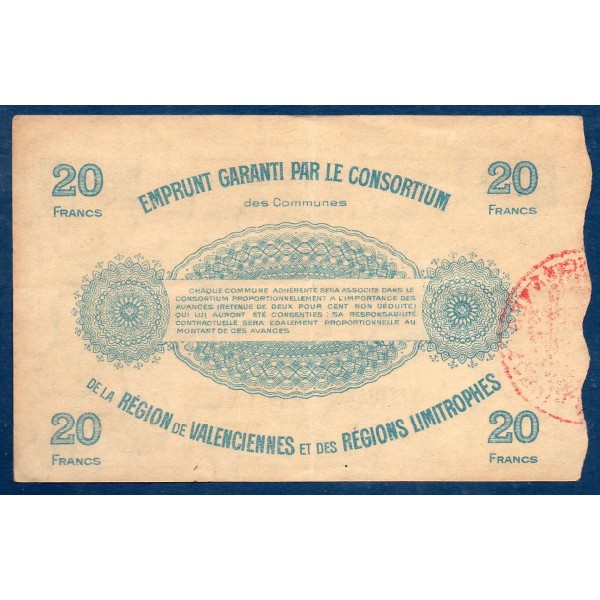 20 FRANCS
EMPRUNT GARANTI PAR LE CONSORTIUM
20 FRANCS
des Communes
CHAQUE COMMUNE ADHÉRENTE SERA ASSOCIÉE DANS LE
CONSORTIUM PROPORTIONNELLEMENT A L'IMPORTANCE DES
AVANCES (RETENUE DE DEUX POUR CENT NON DÉDUITE)
QUI LUI AURONT ÉTÉ CONSENTIES ; SA RESPONSABILITÉ
CONTRACTUELLE SERA ÉGALEMENT PROPORTIONNELLE AU
MONTANT DE CES AVANCES.
DE LA RÉGION DE VALENCIENNES ET DES RÉGIONS LIMITROPHES
20 FRANCS
20 FRANCS